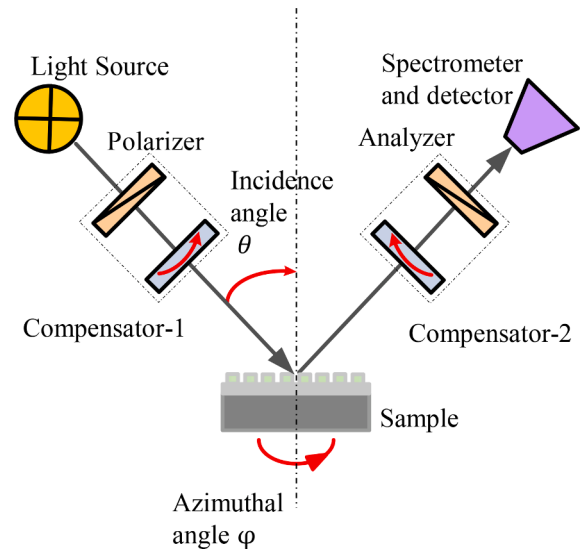 Light Source
Spectrometer
and detector
Polarizer
Analyzer
Incidence
angle
θ
Compensator-1
Compensator-2
Sample
Azimuthal
angle φ